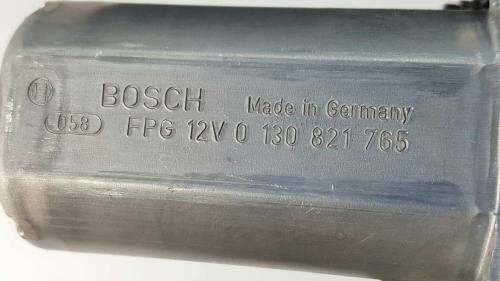 BOSCH Made in Germany
058 FPG 12V 0 130 821 765